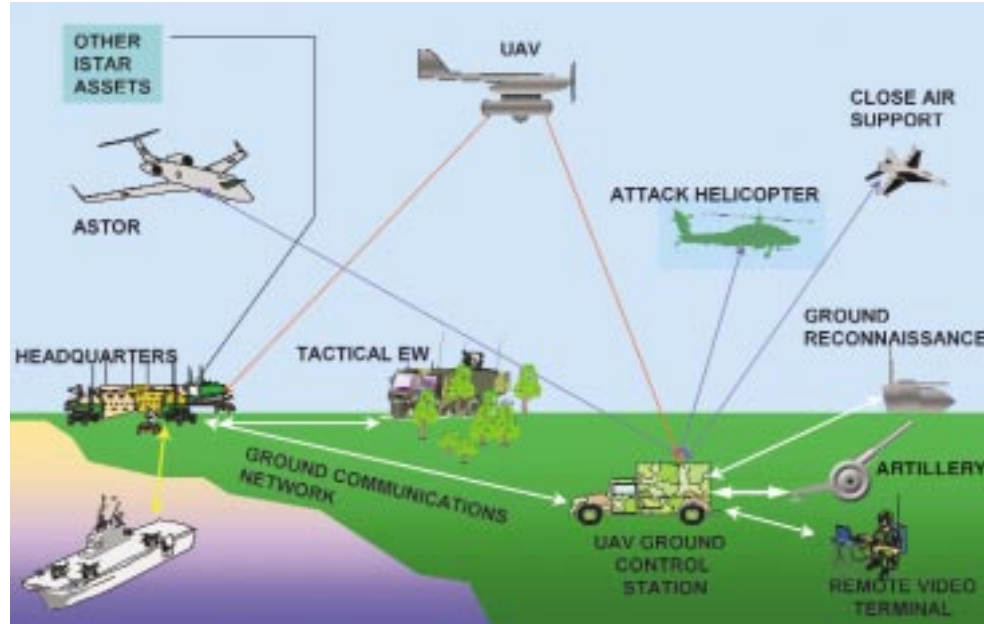 OTHER
ISTAR
ASSETS
UAV
CLOSE AIR
SUPPORT
ATTACK HELICOPTER
ASTOR
GROUND
RECONNAISSANCE
HEADQUARTERS
TACTICAL EW
GROUND COMMUNICATIONS
NETWORK
ARTILLERY
UAV GROUND
CONTROL
STATION
REMOTE VIDEO
TERMINAL